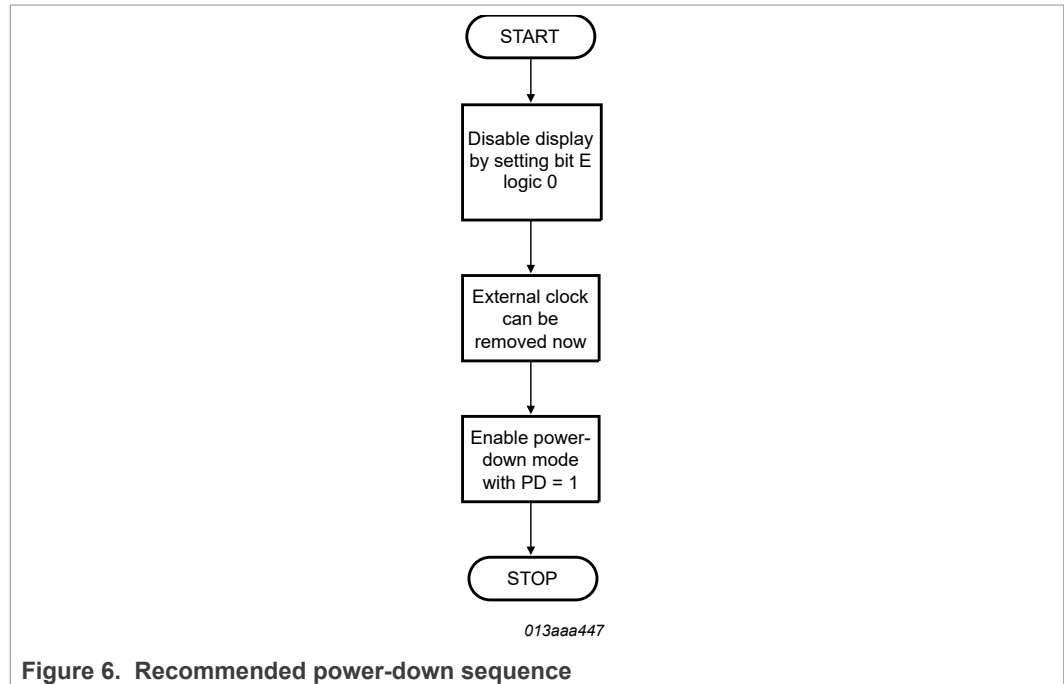 START
Disable display
by setting bit E
logic 0
External clock
can be
removed now
Enable power-
down mode
with PD = 1
STOP
013aaa447
Figure 6. Recommended power-down sequence